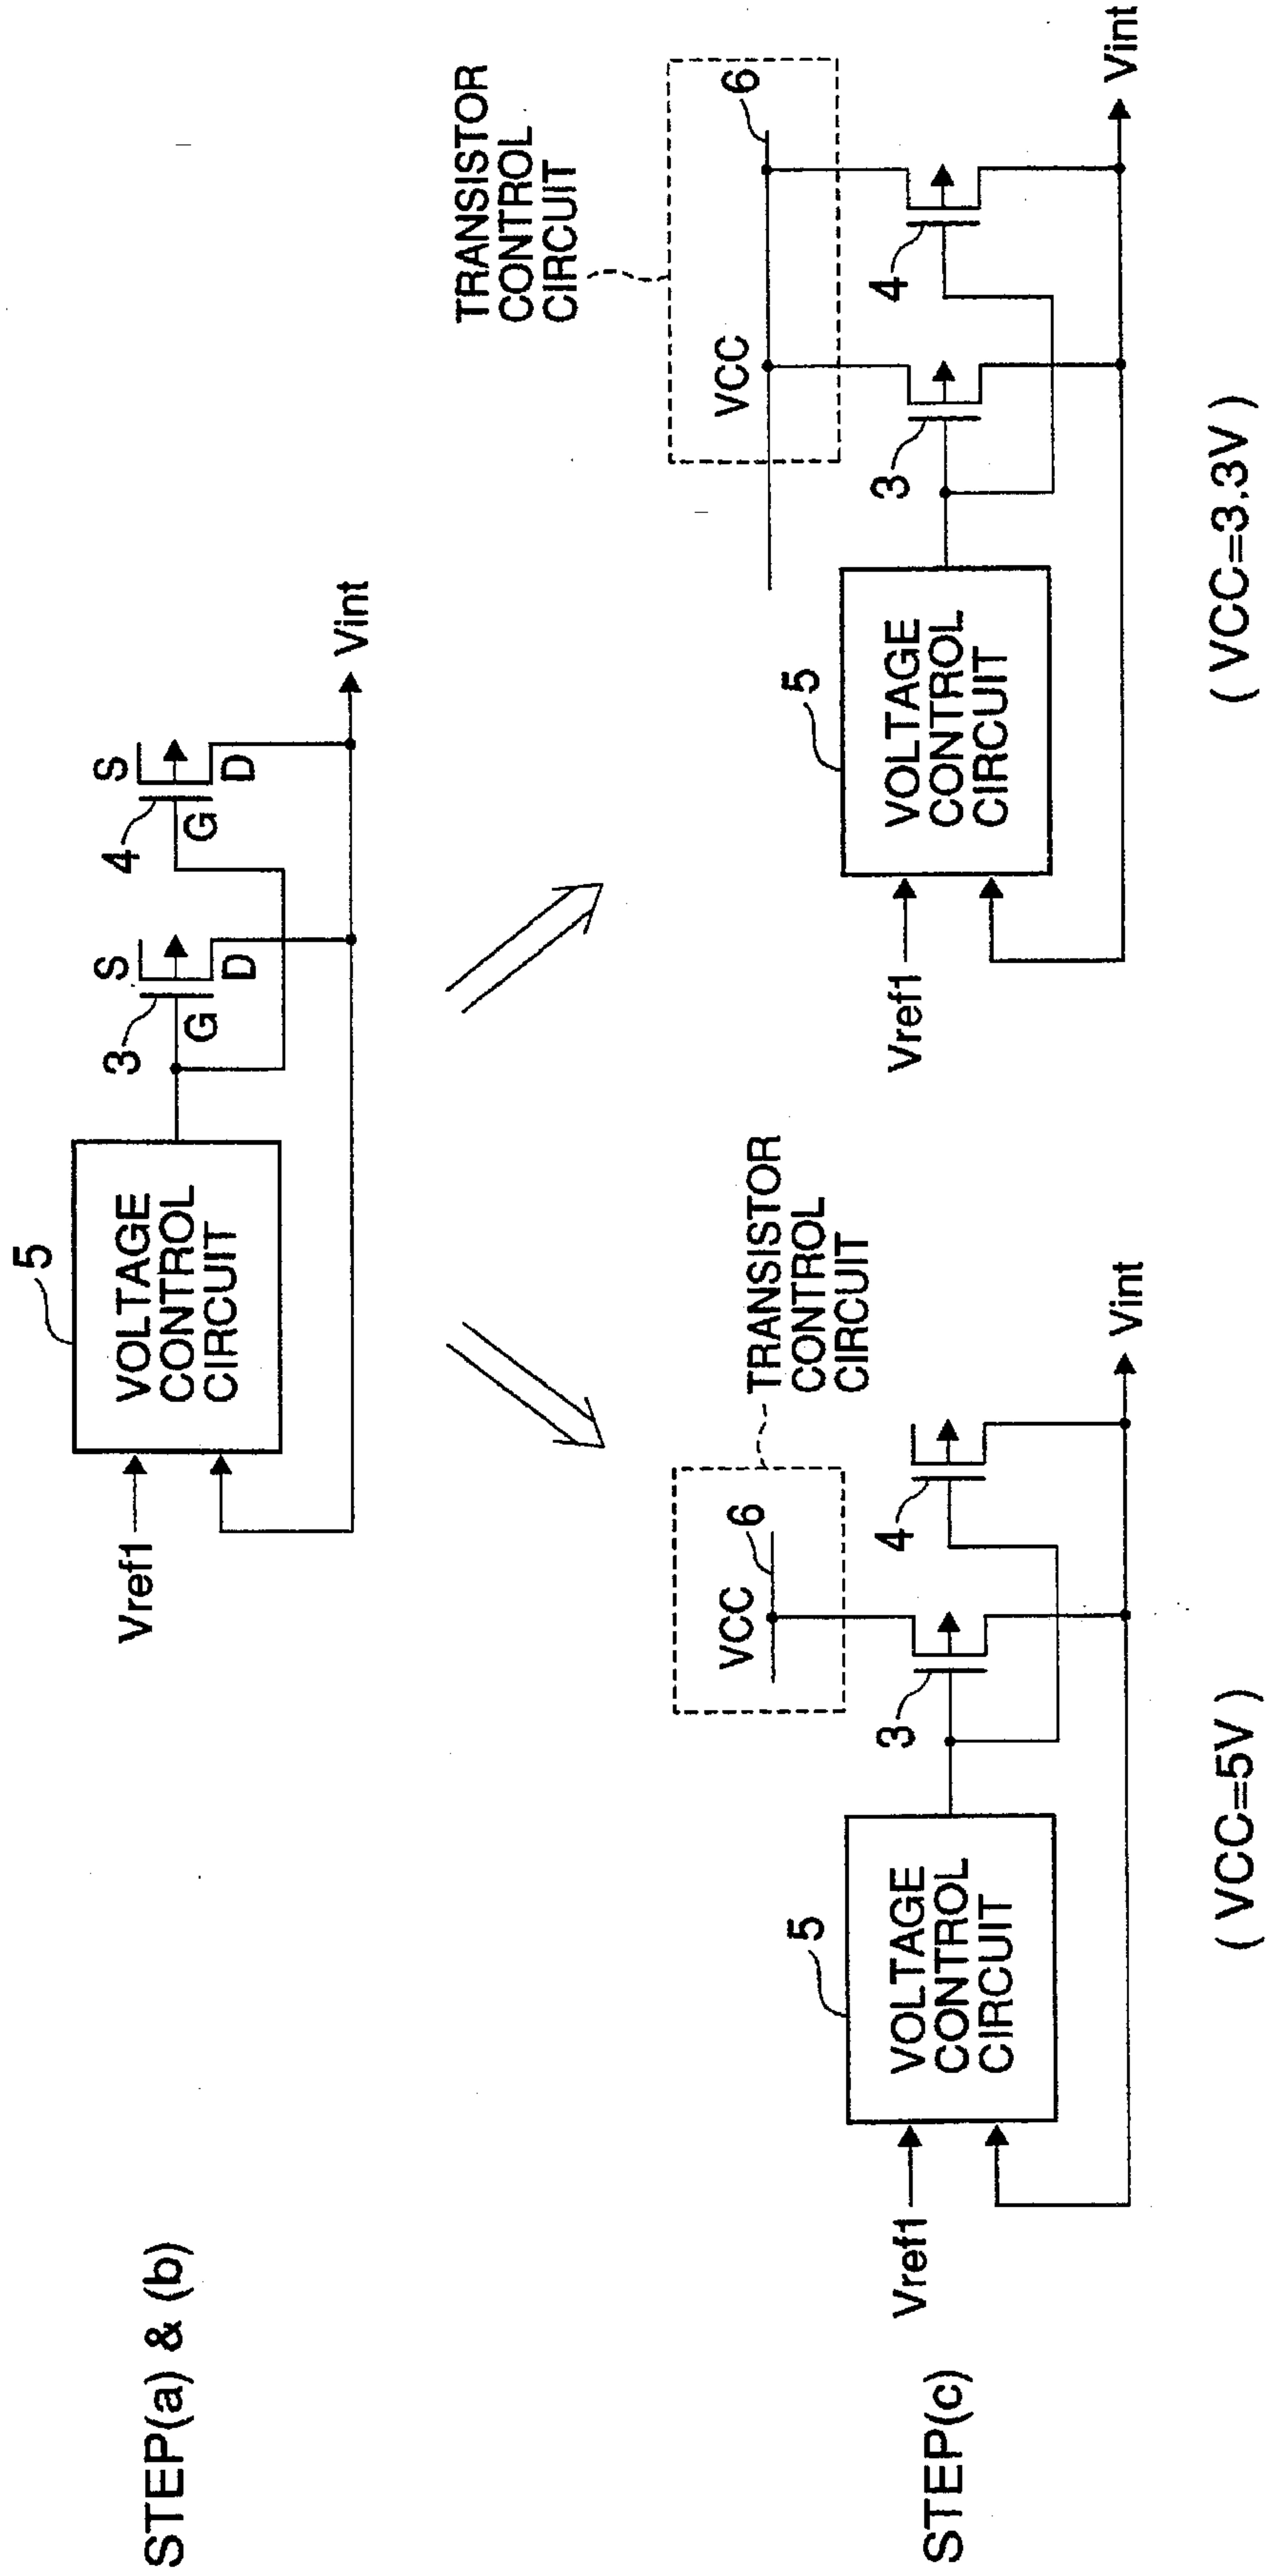 STEP(a) & (b)
Vref1
5
VOLTAGE
CONTROL
CIRCUIT
3
G
S
D
4
G
S
D
Vint
STEP(c)
Vref1
5
VOLTAGE
CONTROL
CIRCUIT
3
VCC
6
4
TRANSISTOR
CONTROL
CIRCUIT
Vint
( VCC=5V )
Vref1
5
VOLTAGE
CONTROL
CIRCUIT
3
VCC
6
4
TRANSISTOR
CONTROL
CIRCUIT
Vint
( VCC=3.3V )